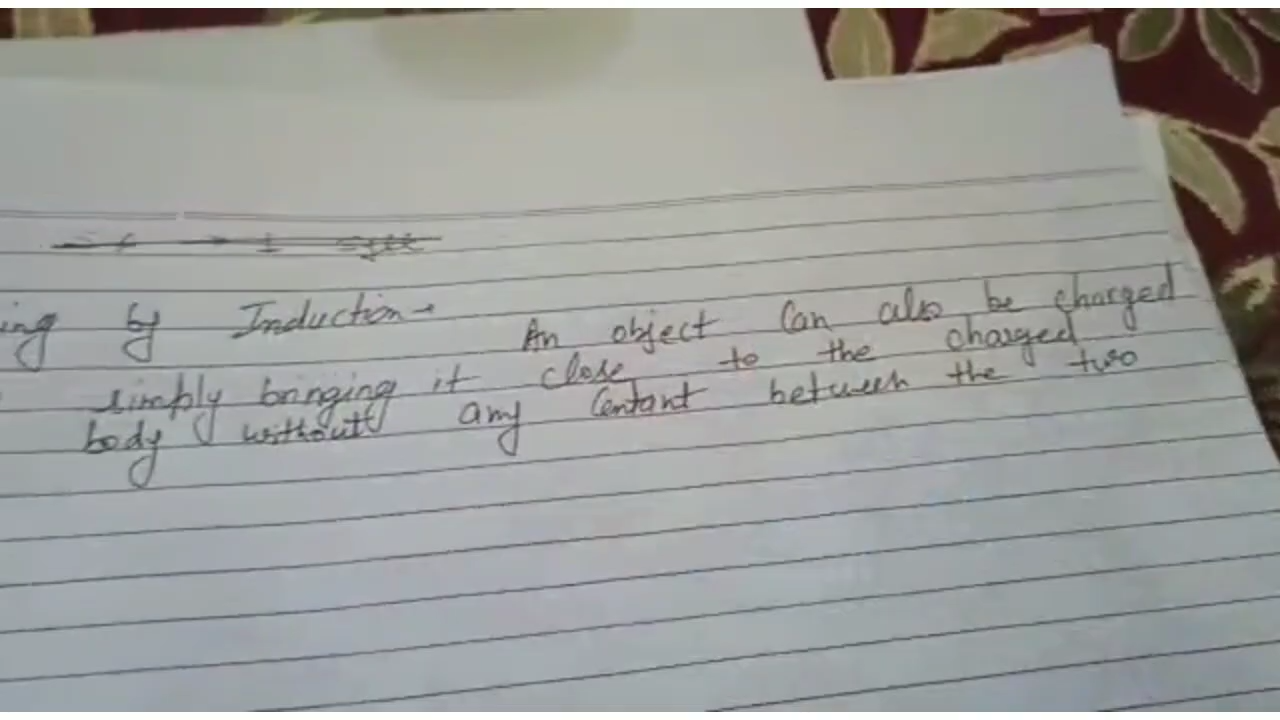 ing by Induction→
An object Can also be charged
simply bringing it close to the charged
body without any Contant between the two